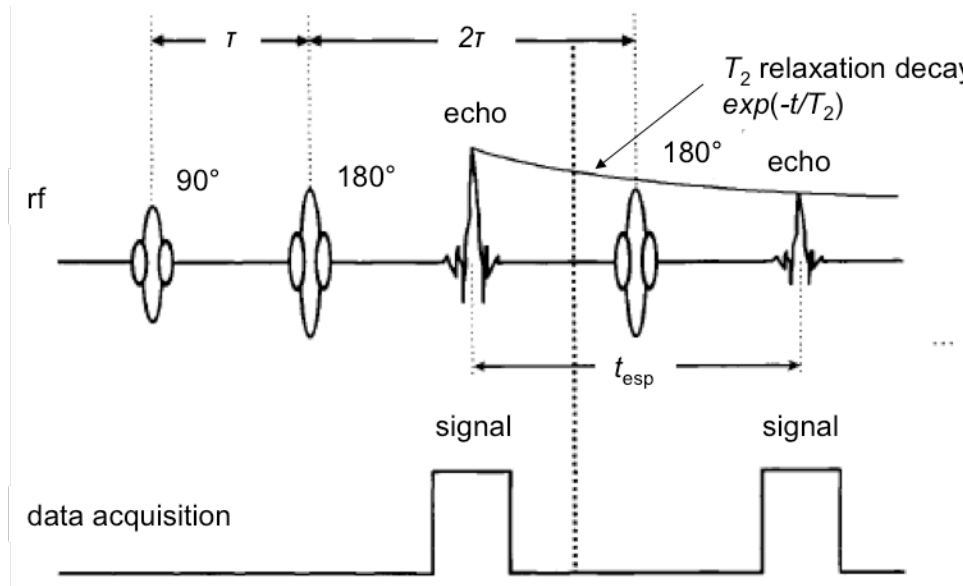 τ
2τ
T2 relaxation decay
exp(-t/T2)
echo
90°
180°
180°
echo
rf
...
tesp
signal
signal
data acquisition